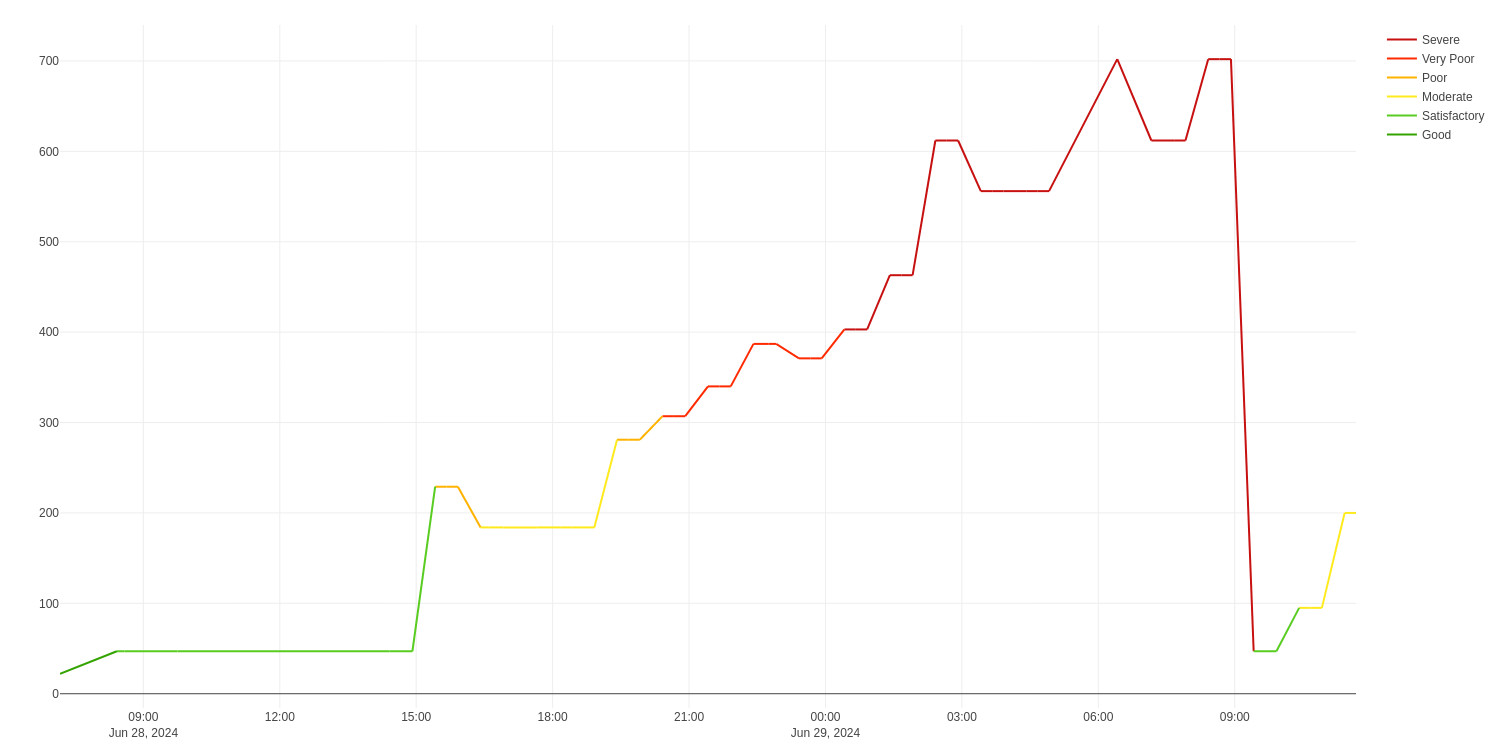 700
600
500
400
300
200
100
0
09:00
Jun 28, 2024
12:00
15:00
18:00
21:00
00:00
Jun 29, 2024
03:00
06:00
09:00
Severe
Very Poor
Poor
Moderate
Satisfactory
Good